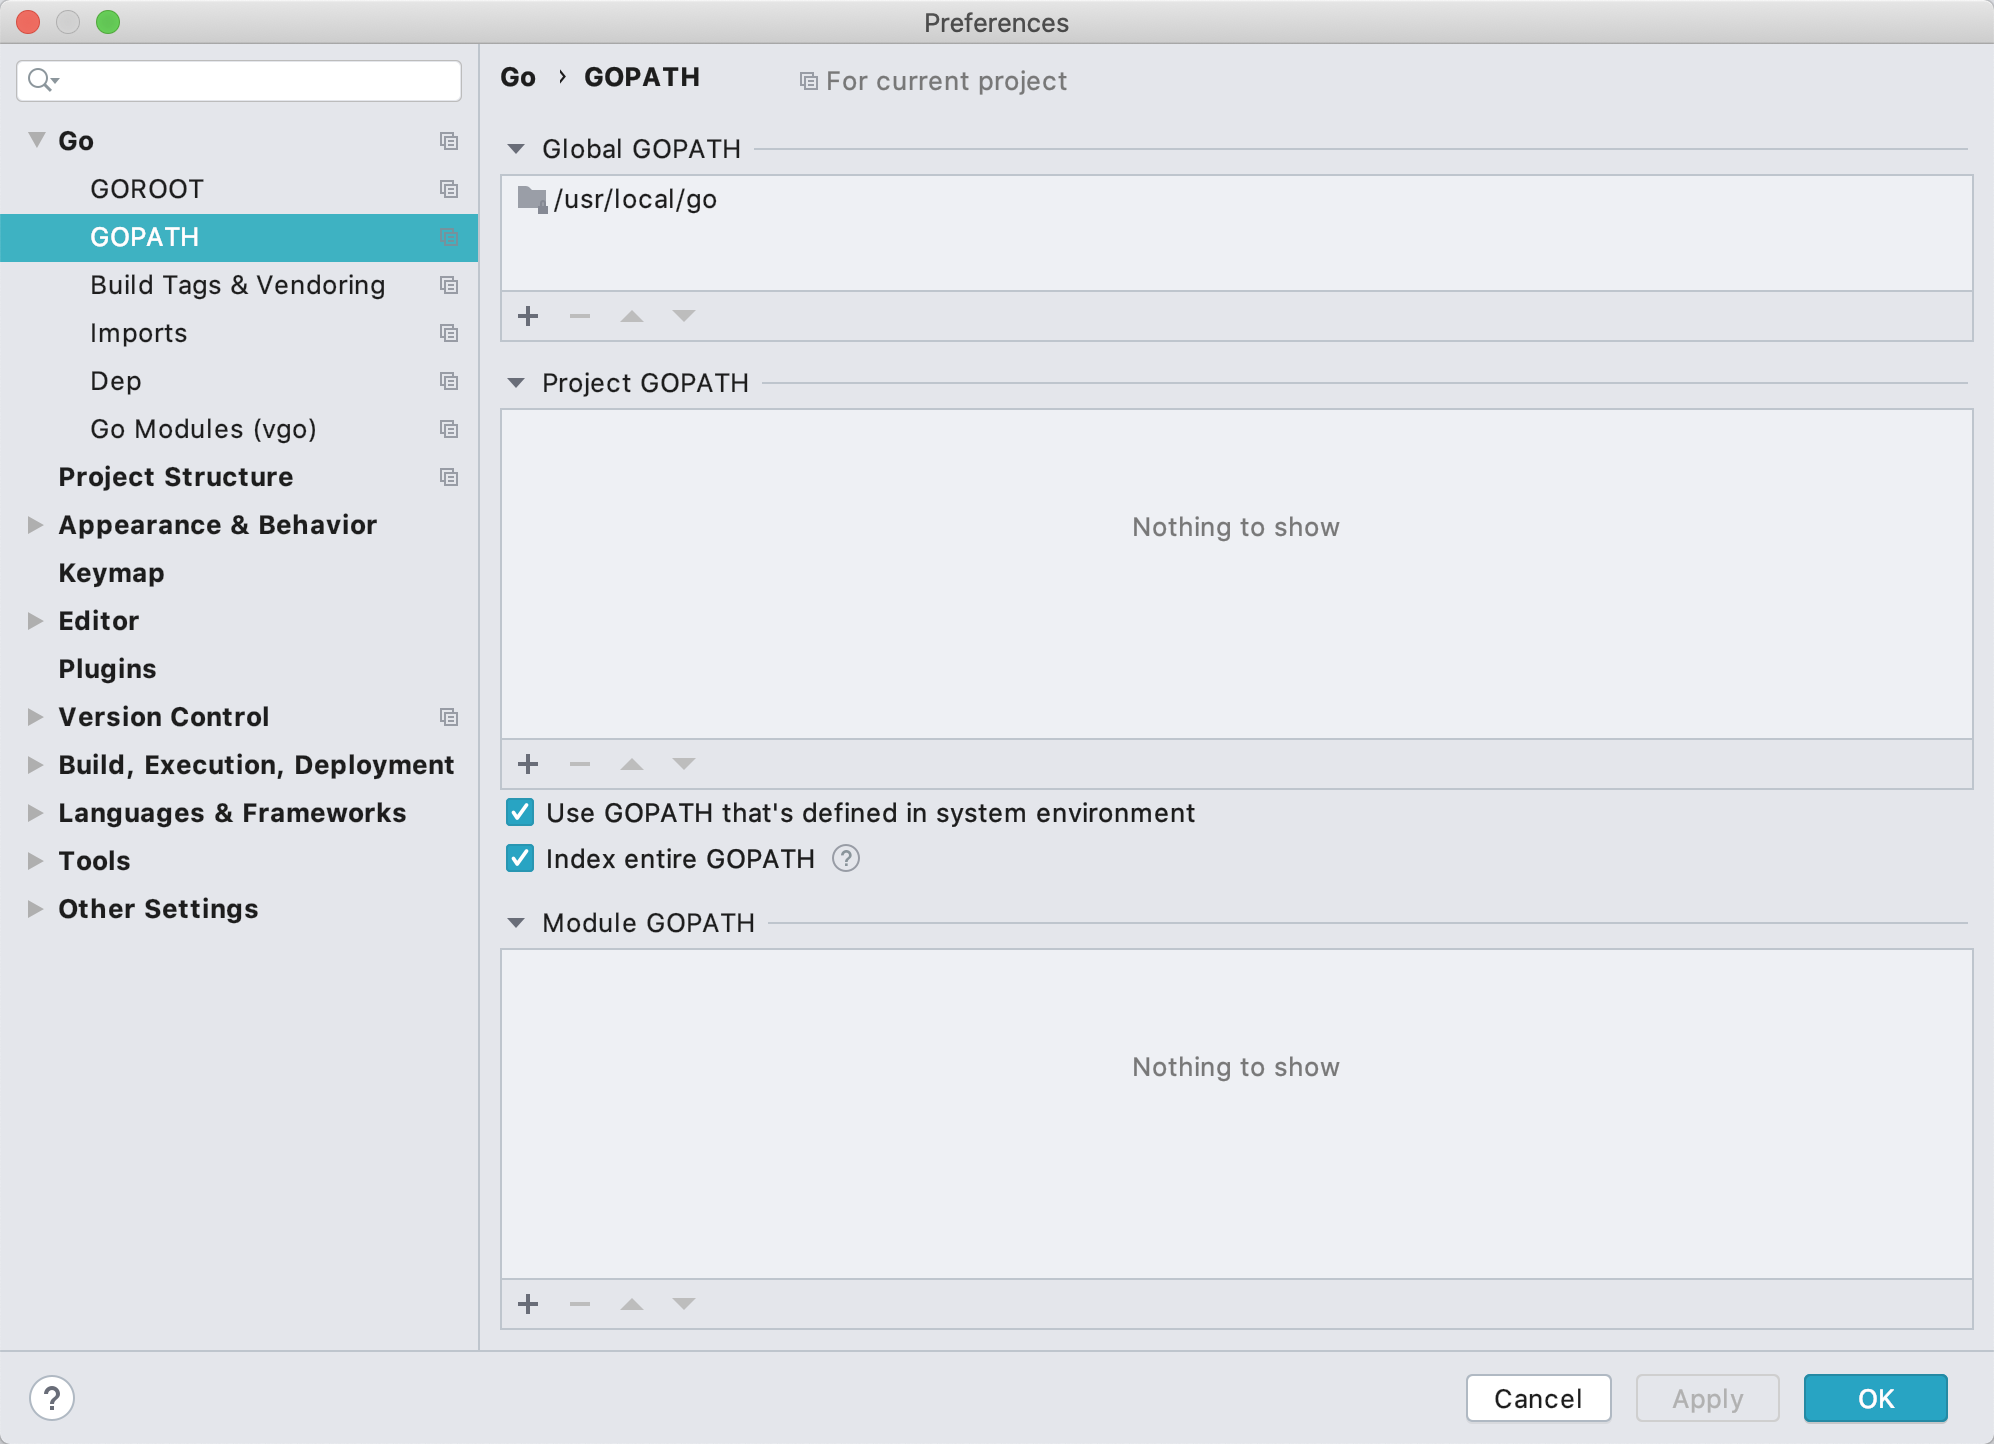 Preferences
Go › GOPATH
For current project
Go
GOROOT
GOPATH
Build Tags & Vendoring
Imports
Dep
Go Modules (vgo)
Project Structure
Appearance & Behavior
Keymap
Editor
Plugins
Version Control
Build, Execution, Deployment
Languages & Frameworks
Tools
Other Settings
Global GOPATH
/usr/local/go
Project GOPATH
Nothing to show
Use GOPATH that's defined in system environment
Index entire GOPATH ?
Module GOPATH
Nothing to show
?
Cancel
Apply
OK